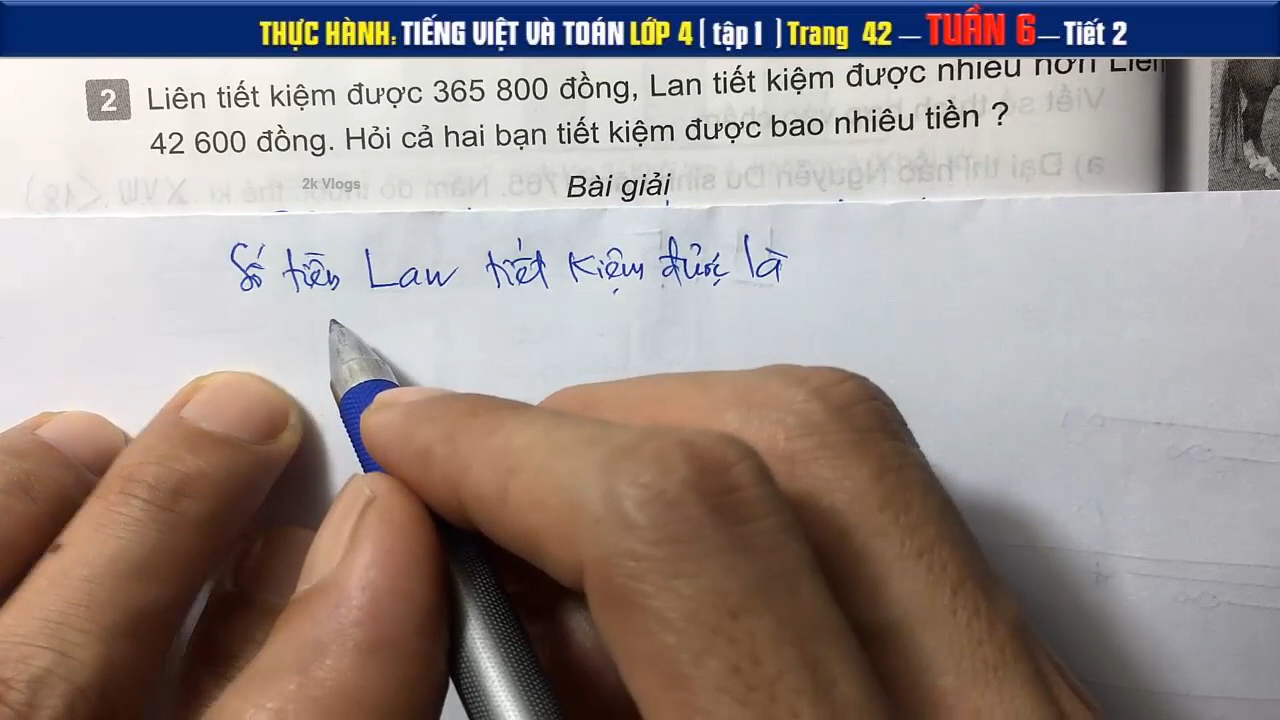 THỰC HÀNH: TIẾNG VIỆT VÀ TOÁN LỚP 4 ( tập 1 ) Trang 42 – TUẦN 6 – Tiết 2
2 Liên tiết kiệm được 365 800 đồng, Lan tiết kiệm được nhiều hơn Liên
42 600 đồng. Hỏi cả hai bạn tiết kiệm được bao nhiêu tiền ?
2k Vlogs
Bài giải
Số tiền Lan tiết kiệm được là